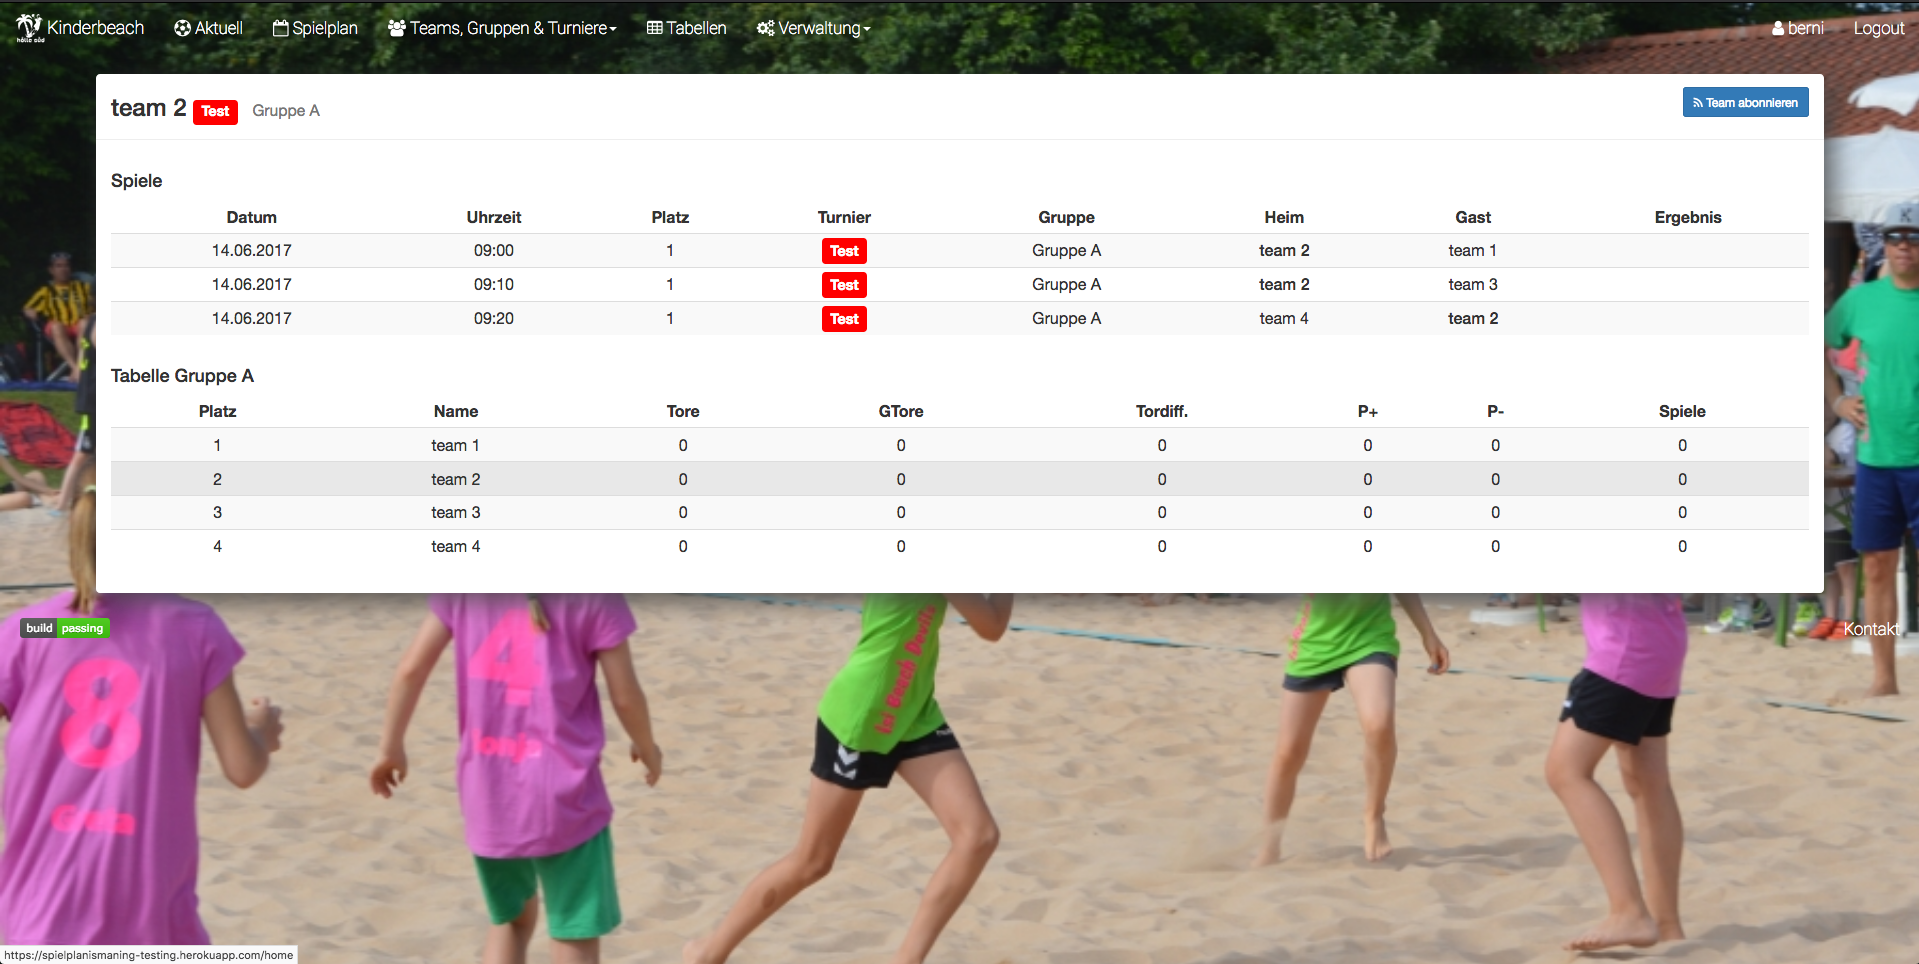 Kinderbeach Aktuell Spielplan Teams, Gruppen & Turniere Tabellen Verwaltung berni Logout
team 2 Test Gruppe A Team abonnieren
Spiele
Datum Uhrzeit Platz Turnier Gruppe Heim Gast Ergebnis
14.06.2017 09:00 1 Test Gruppe A team 2 team 1
14.06.2017 09:10 1 Test Gruppe A team 2 team 3
14.06.2017 09:20 1 Test Gruppe A team 4 team 2
Tabelle Gruppe A
Platz Name Tore GTore Tordiff. P+ P- Spiele
1 team 1 0 0 0 0 0 0
2 team 2 0 0 0 0 0 0
3 team 3 0 0 0 0 0 0
4 team 4 0 0 0 0 0 0
build passing Kontakt
8
4
https://spielplanismaning-testing.herokuapp.com/home